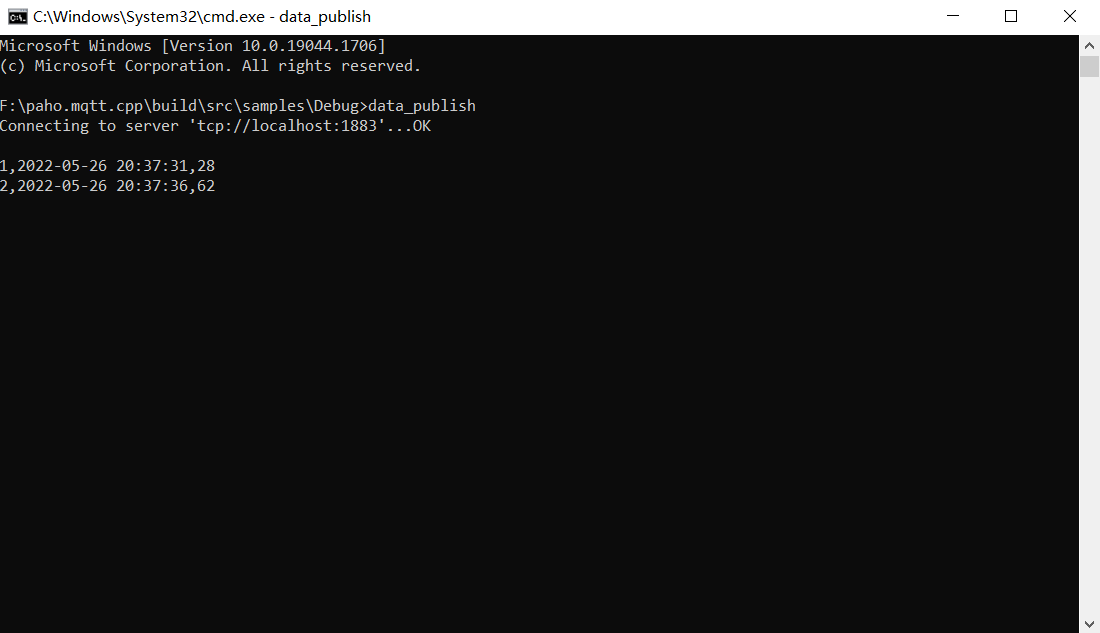 C:\Windows\System32\cmd.exe - data_publish
Microsoft Windows [Version 10.0.19044.1706]
(c) Microsoft Corporation. All rights reserved.
F:\paho.mqtt.cpp\build\src\samples\Debug>data_publish
Connecting to server 'tcp://localhost:1883'...OK
1,2022-05-26 20:37:31,28
2,2022-05-26 20:37:36,62